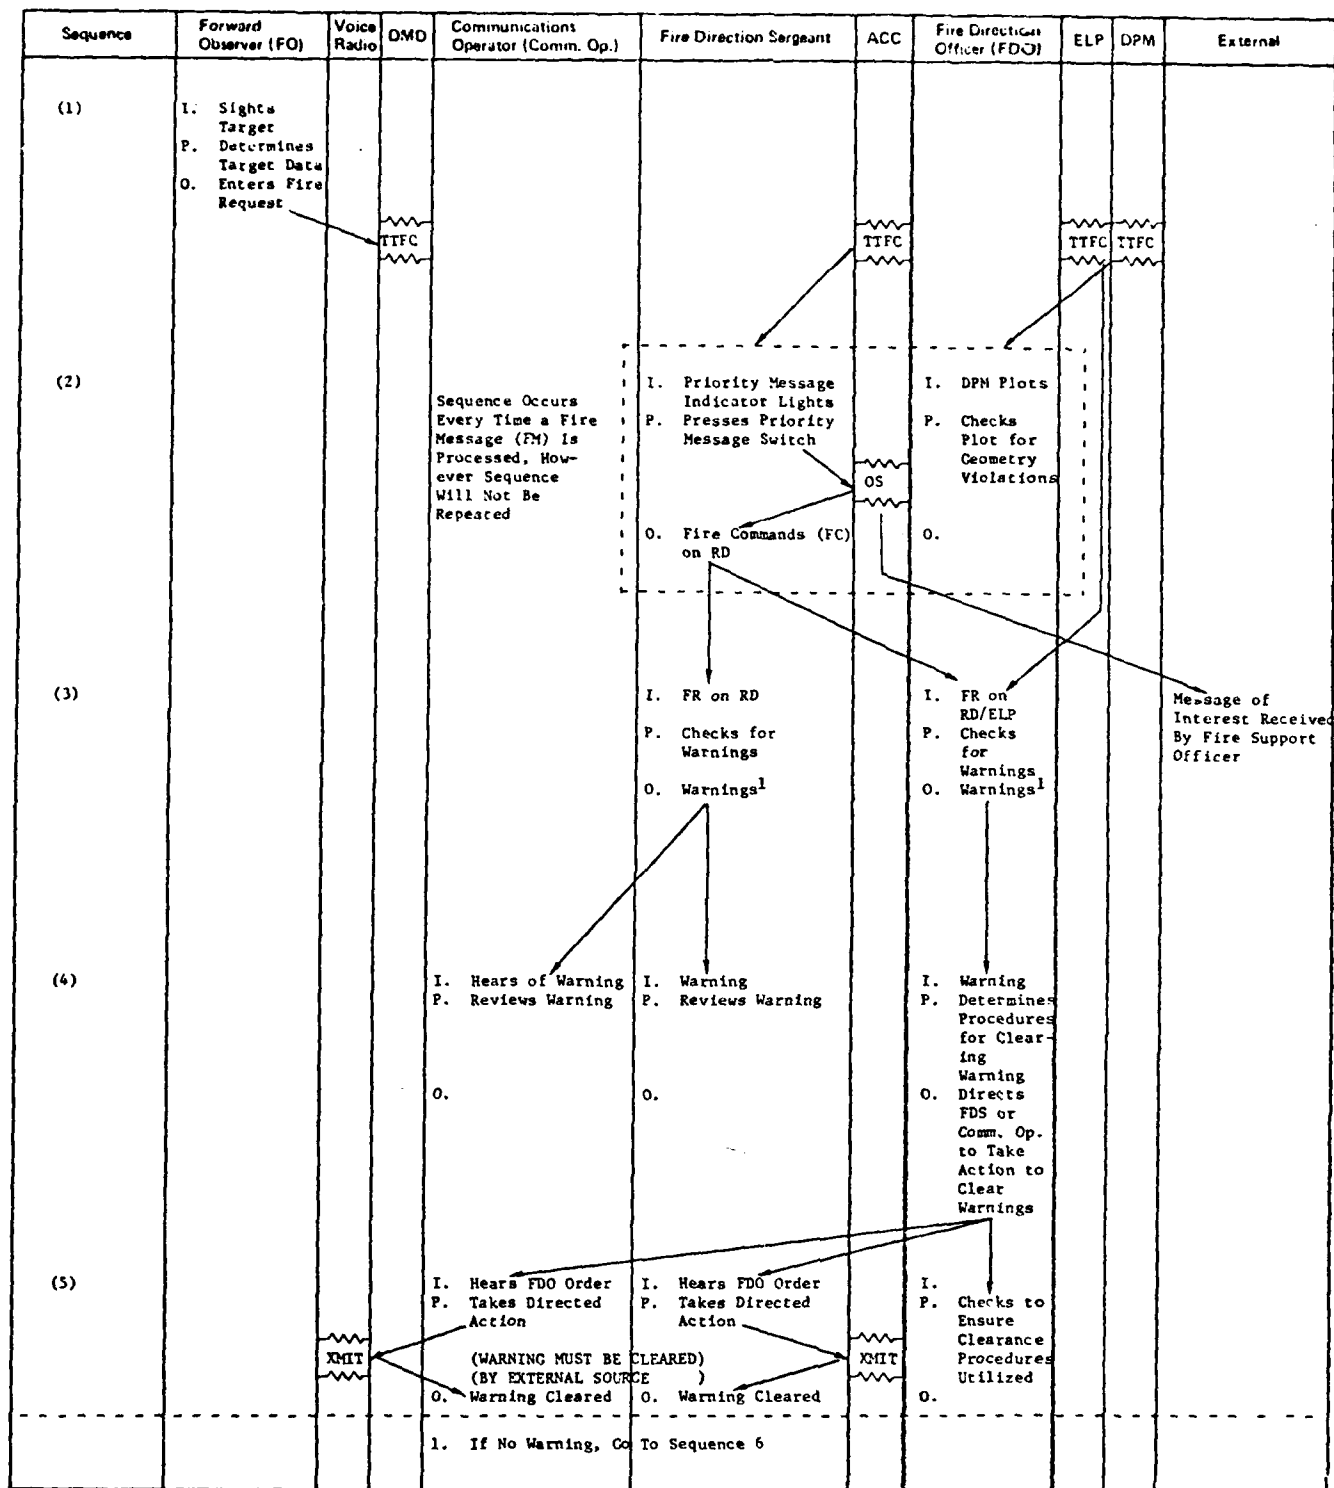 Sequence
Forward
Observer (FO)
Voice
Radio
DMD
Communications
Operator (Comm. Op.)
Fire Direction Sergeant
ACC
Fire Direction
Officer (FDO)
ELP
DPM
External
(1)
I. Sights
Target
P. Determines
Target Data
O. Enters Fire
Request
TTFC
TTFC
TTFC
TTFC
(2)
Sequence Occurs
Every Time a Fire
Message (FM) Is
Processed, How-
ever Sequence
Will Not Be
Repeated
I. Priority Message
Indicator Lights
P. Presses Priority
Message Switch
OS
O. Fire Commands (FC)
on RD
I. DPM Plots
P. Checks
Plot for
Geometry
Violations
O.
(3)
I. FR on RD
P. Checks for
Warnings
O. Warnings1
I. FR on
RD/ELP
P. Checks
for
Warnings
O. Warnings1
Message of
Interest Received
By Fire Support
Officer
(4)
I. Hears of Warning
P. Reviews Warning
O.
I. Warning
P. Reviews Warning
O.
I. Warning
P. Determines
Procedures
for Clear-
ing
Warning
O. Directs
FDS or
Comm. Op.
to Take
Action to
Clear
Warnings
(5)
I. Hears FDO Order
P. Takes Directed
Action
XMIT
(WARNING MUST BE CLEARED)
(BY EXTERNAL SOURCE )
O. Warning Cleared
I. Hears FDO Order
P. Takes Directed
Action
XMIT
O. Warning Cleared
I.
P. Checks to
Ensure
Clearance
Procedures
Utilized
O.
1. If No Warning, Go To Sequence 6